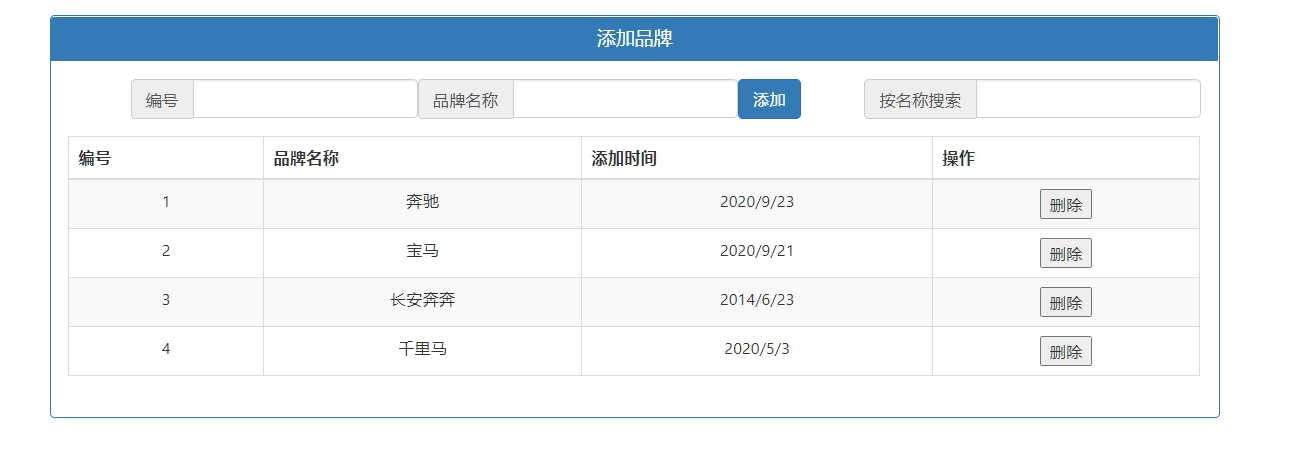 添加品牌
编号 品牌名称 添加 按名称搜索
编号 品牌名称 添加时间 操作
1 奔驰 2020/9/23 删除
2 宝马 2020/9/21 删除
3 长安奔奔 2014/6/23 删除
4 千里马 2020/5/3 删除